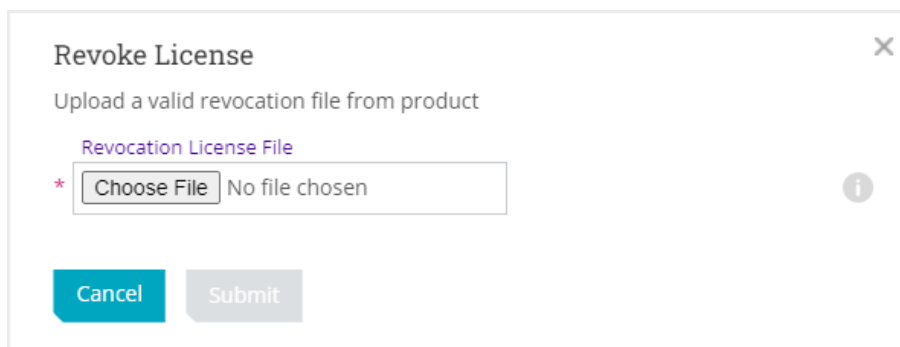 Revoke License
Upload a valid revocation file from product
Revocation License File
* Choose File No file chosen
Cancel Submit